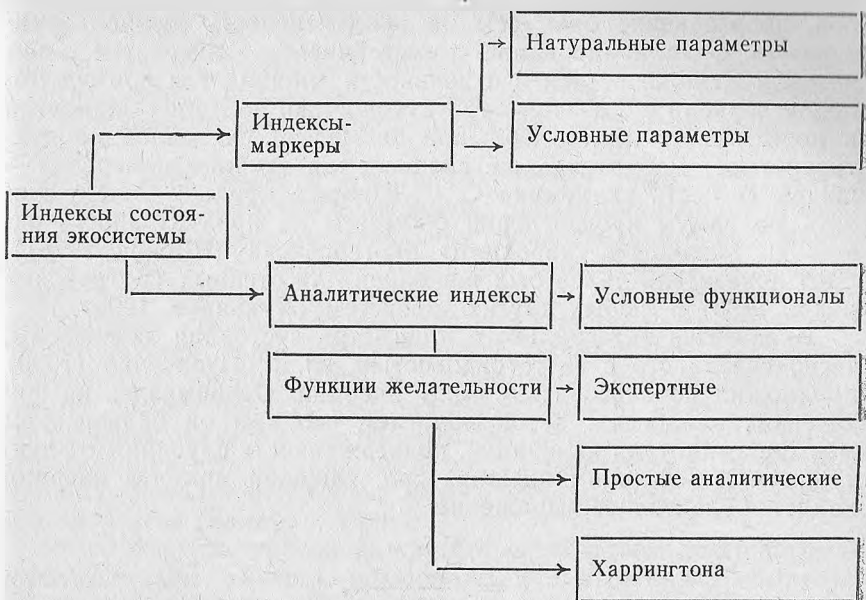 Натуральные параметры
Индексы-
маркеры
Условные параметры
Индексы состоя-
ния экосистемы
Аналитические индексы
Условные функционалы
Функции желательности
Экспертные
Простые аналитические
Харрингтона